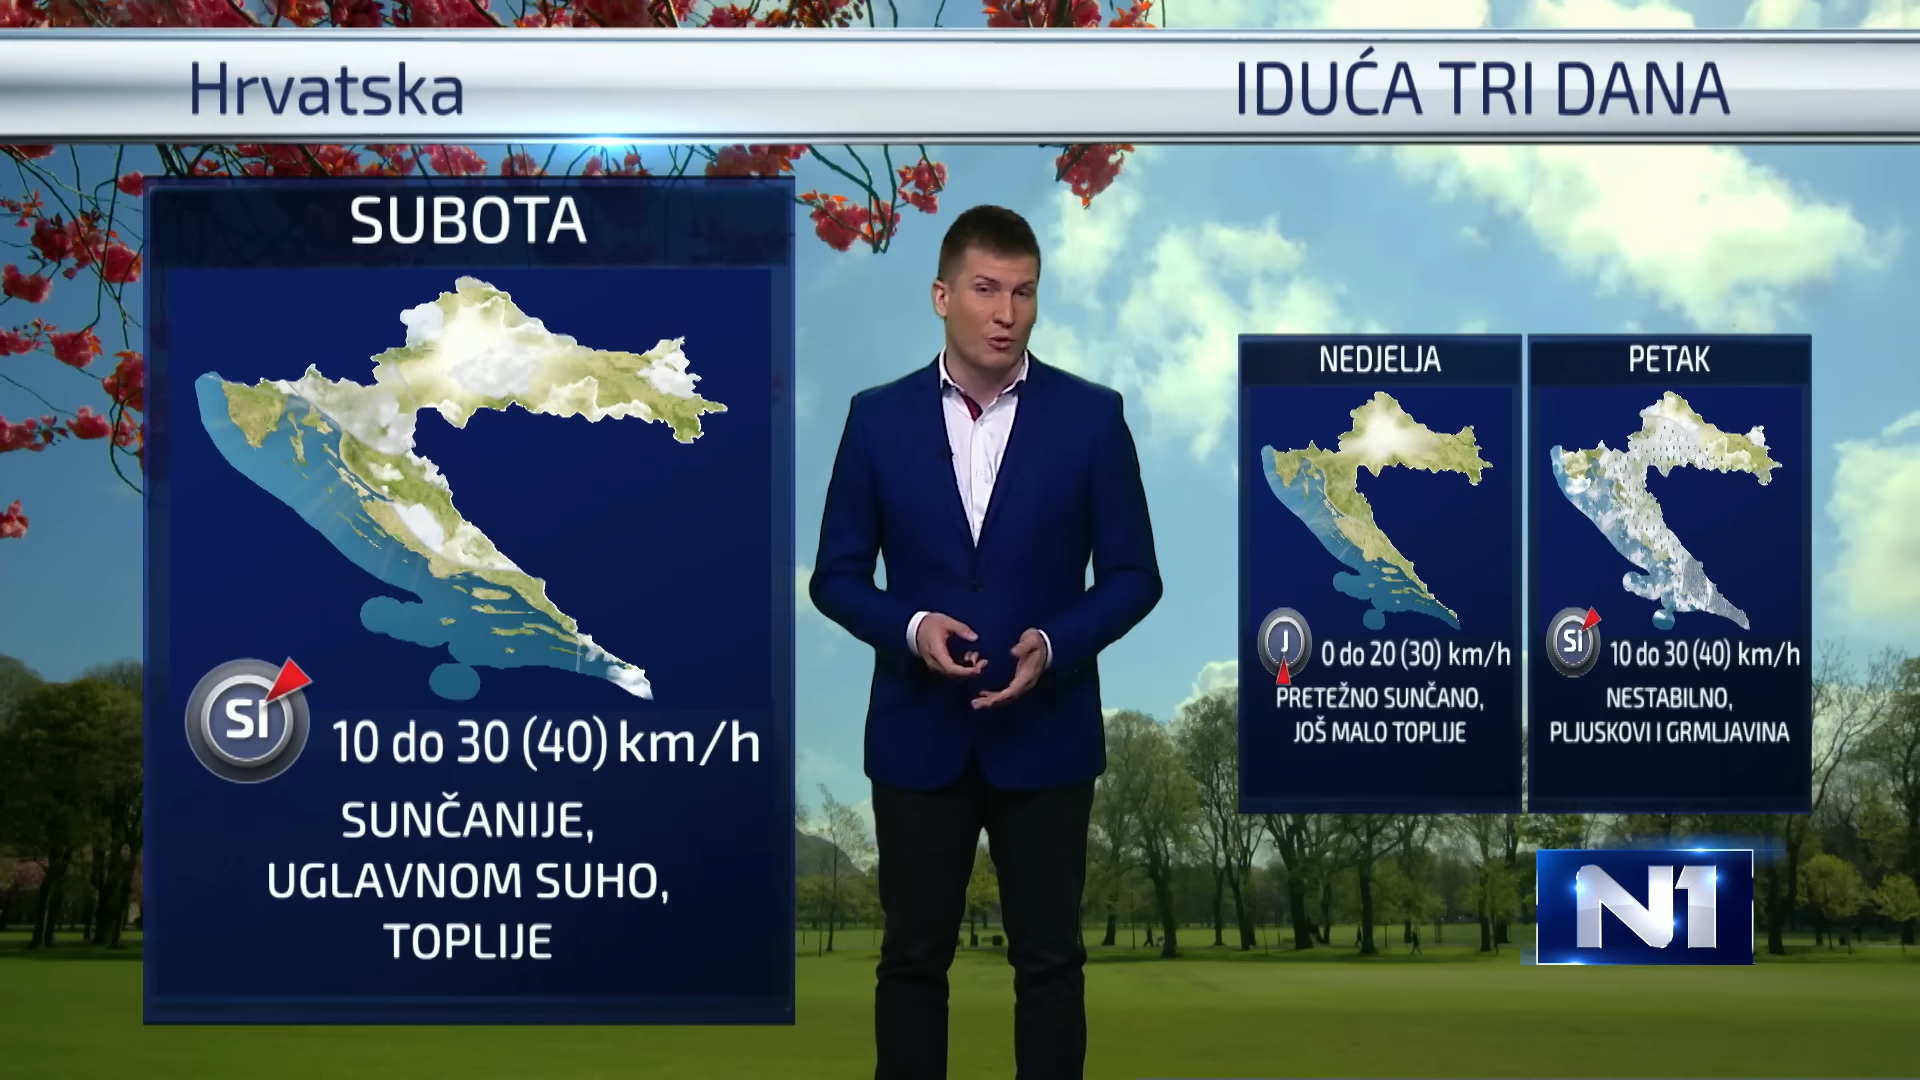 Hrvatska
IDUĆA TRI DANA
SUBOTA
SI
10 do 30 (40) km/h
SUNČANIJE,
UGLAVNOM SUHO,
TOPLIJE
NEDJELJA
J
0 do 20 (30) km/h
PRETEŽNO SUNČANO,
JOŠ MALO TOPLIJE
PETAK
SI
10 do 30 (40) km/h
NESTABILNO,
PLJUSKOVI I GRMLJAVINA
N1